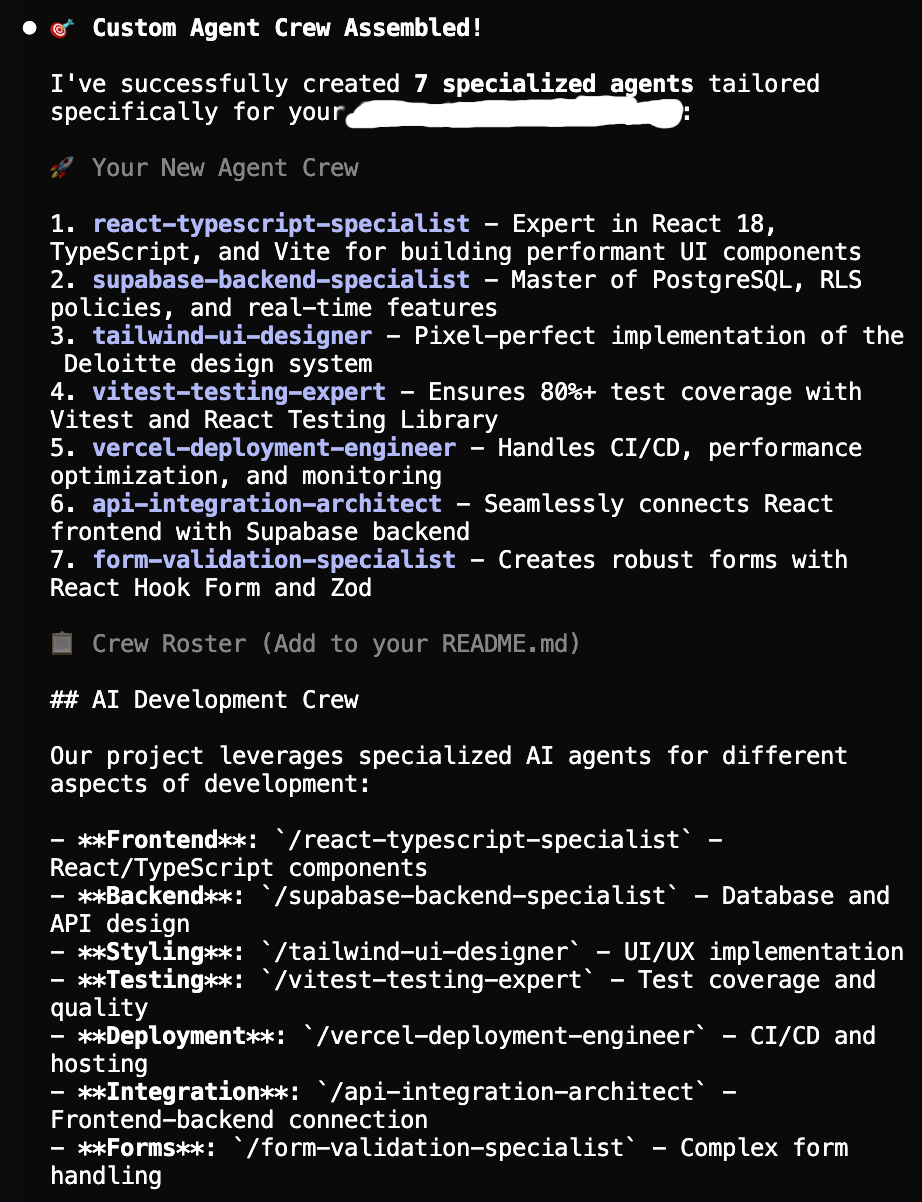 ● 🎯 Custom Agent Crew Assembled!
I've successfully created 7 specialized agents tailored
specifically for your :
🚀 Your New Agent Crew
1. react-typescript-specialist – Expert in React 18,
TypeScript, and Vite for building performant UI components
2. supabase-backend-specialist – Master of PostgreSQL, RLS
policies, and real-time features
3. tailwind-ui-designer – Pixel-perfect implementation of the
Deloitte design system
4. vitest-testing-expert – Ensures 80%+ test coverage with
Vitest and React Testing Library
5. vercel-deployment-engineer – Handles CI/CD, performance
optimization, and monitoring
6. api-integration-architect – Seamlessly connects React
frontend with Supabase backend
7. form-validation-specialist – Creates robust forms with
React Hook Form and Zod
📋 Crew Roster (Add to your README.md)
## AI Development Crew
Our project leverages specialized AI agents for different
aspects of development:
- **Frontend**: `/react-typescript-specialist` -
React/TypeScript components
- **Backend**: `/supabase-backend-specialist` - Database and
API design
- **Styling**: `/tailwind-ui-designer` - UI/UX implementation
- **Testing**: `/vitest-testing-expert` - Test coverage and
quality
- **Deployment**: `/vercel-deployment-engineer` - CI/CD and
hosting
- **Integration**: `/api-integration-architect` -
Frontend-backend connection
- **Forms**: `/form-validation-specialist` - Complex form
handling